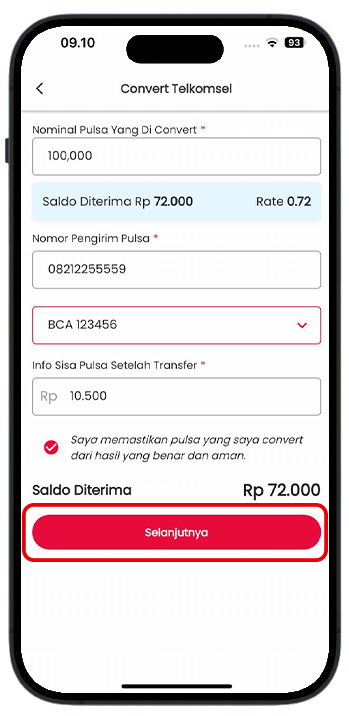 09.10
93
Convert Telkomsel
Nominal Pulsa Yang Di Convert *
100,000
Saldo Diterima Rp 72.000 Rate 0.72
Nomor Pengirim Pulsa *
08212255559
BCA 123456
Info Sisa Pulsa Setelah Transfer *
Rp 10.500
Saya memastikan pulsa yang saya convert
dari hasil yang benar dan aman.
Saldo Diterima Rp 72.000
Selanjutnya